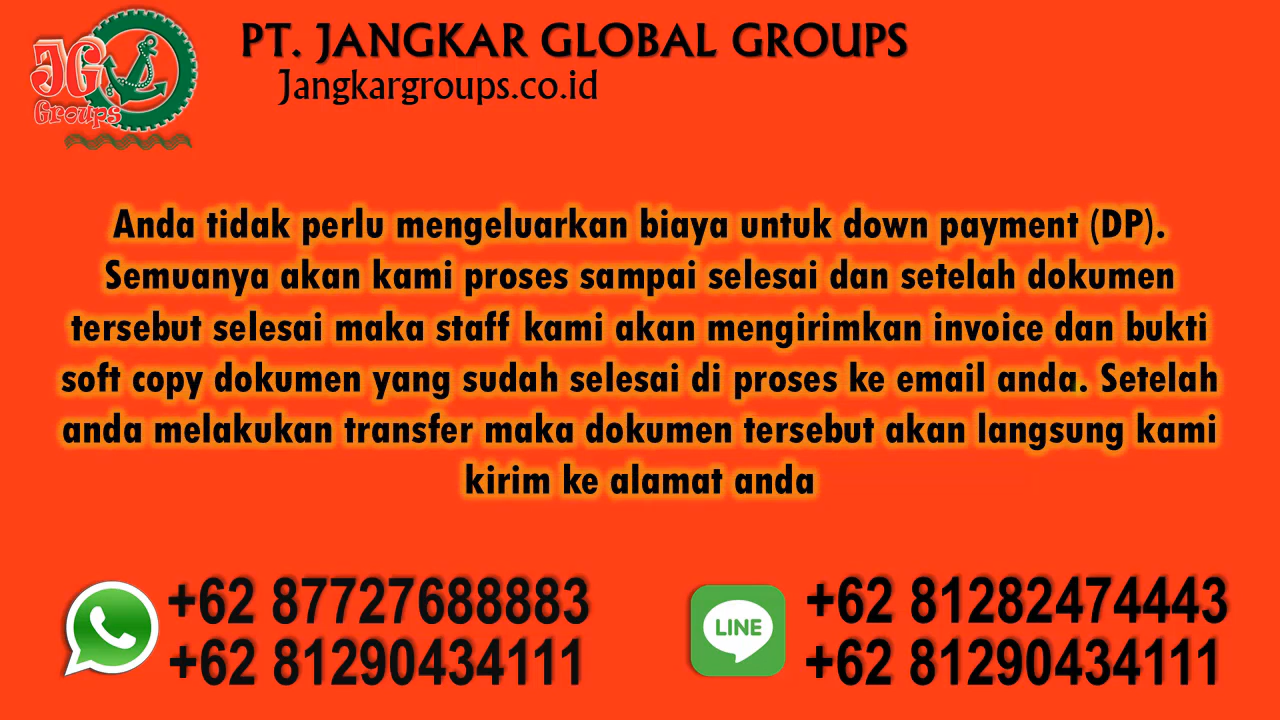 JG
Groups
PT. JANGKAR GLOBAL GROUPS
Jangkargroups.co.id
Anda tidak perlu mengeluarkan biaya untuk down payment (DP).
Semuanya akan kami proses sampai selesai dan setelah dokumen
tersebut selesai maka staff kami akan mengirimkan invoice dan bukti
soft copy dokumen yang sudah selesai di proses ke email anda. Setelah
anda melakukan transfer maka dokumen tersebut akan langsung kami
kirim ke alamat anda
+62 87727688883
+62 81290434111
LINE
+62 81282474443
+62 81290434111